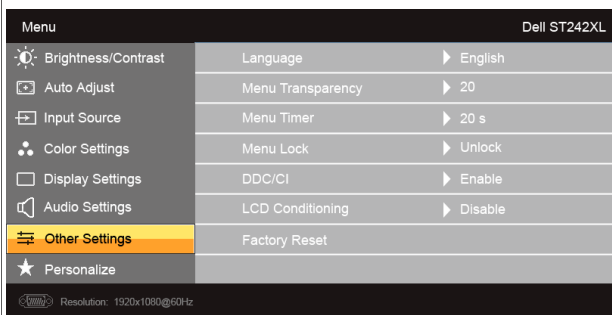 Menu Dell ST242XL
Brightness/Contrast Language English
Auto Adjust Menu Transparency 20
Input Source Menu Timer 20 s
Color Settings Menu Lock Unlock
Display Settings DDC/CI Enable
Audio Settings LCD Conditioning Disable
Other Settings Factory Reset
Personalize
Resolution: 1920x1080@60Hz